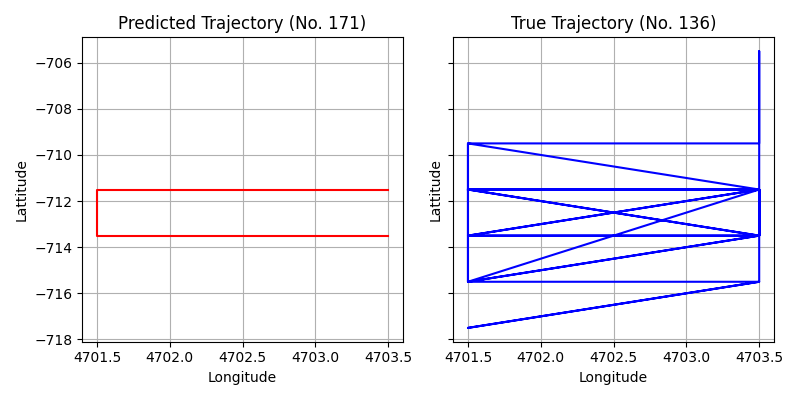 Predicted Trajectory (No. 171)
True Trajectory (No. 136)
−706
−708
−710
−712
−714
−716
−718
Lattitude
Lattitude
4701.5 4702.0 4702.5 4703.0 4703.5
4701.5 4702.0 4702.5 4703.0 4703.5
Longitude
Longitude